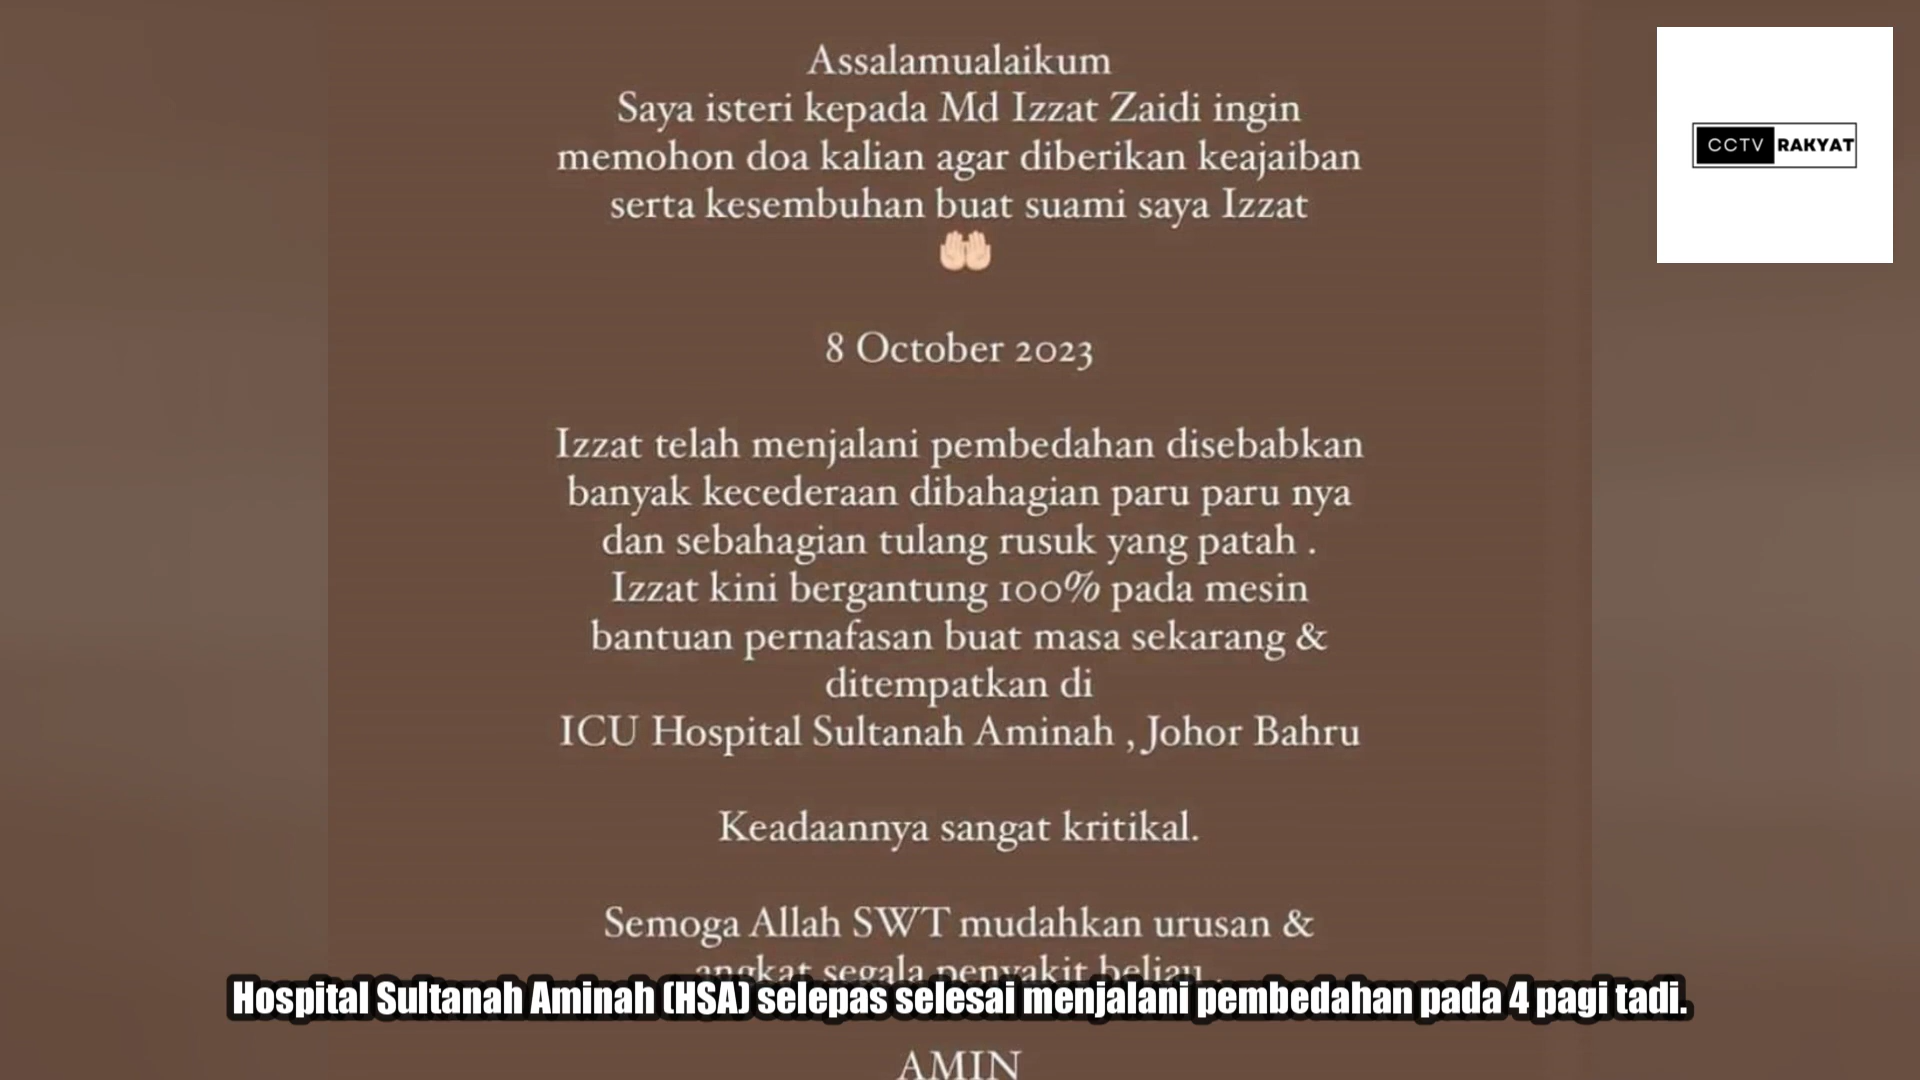 Assalamualaikum
Saya isteri kepada Md Izzat Zaidi ingin
memohon doa kalian agar diberikan keajaiban
serta kesembuhan buat suami saya Izzat
🤲🏻
8 October 2023
Izzat telah menjalani pembedahan disebabkan
banyak kecederaan dibahagian paru paru nya
dan sebahagian tulang rusuk yang patah .
Izzat kini bergantung 100% pada mesin
bantuan pernafasan buat masa sekarang &
ditempatkan di
ICU Hospital Sultanah Aminah , Johor Bahru
Keadaannya sangat kritikal.
Semoga Allah SWT mudahkan urusan &
angkat segala penyakit beliau .
Hospital Sultanah Aminah (HSA) selepas selesai menjalani pembedahan pada 4 pagi tadi.
AMIN
CCTV RAKYAT